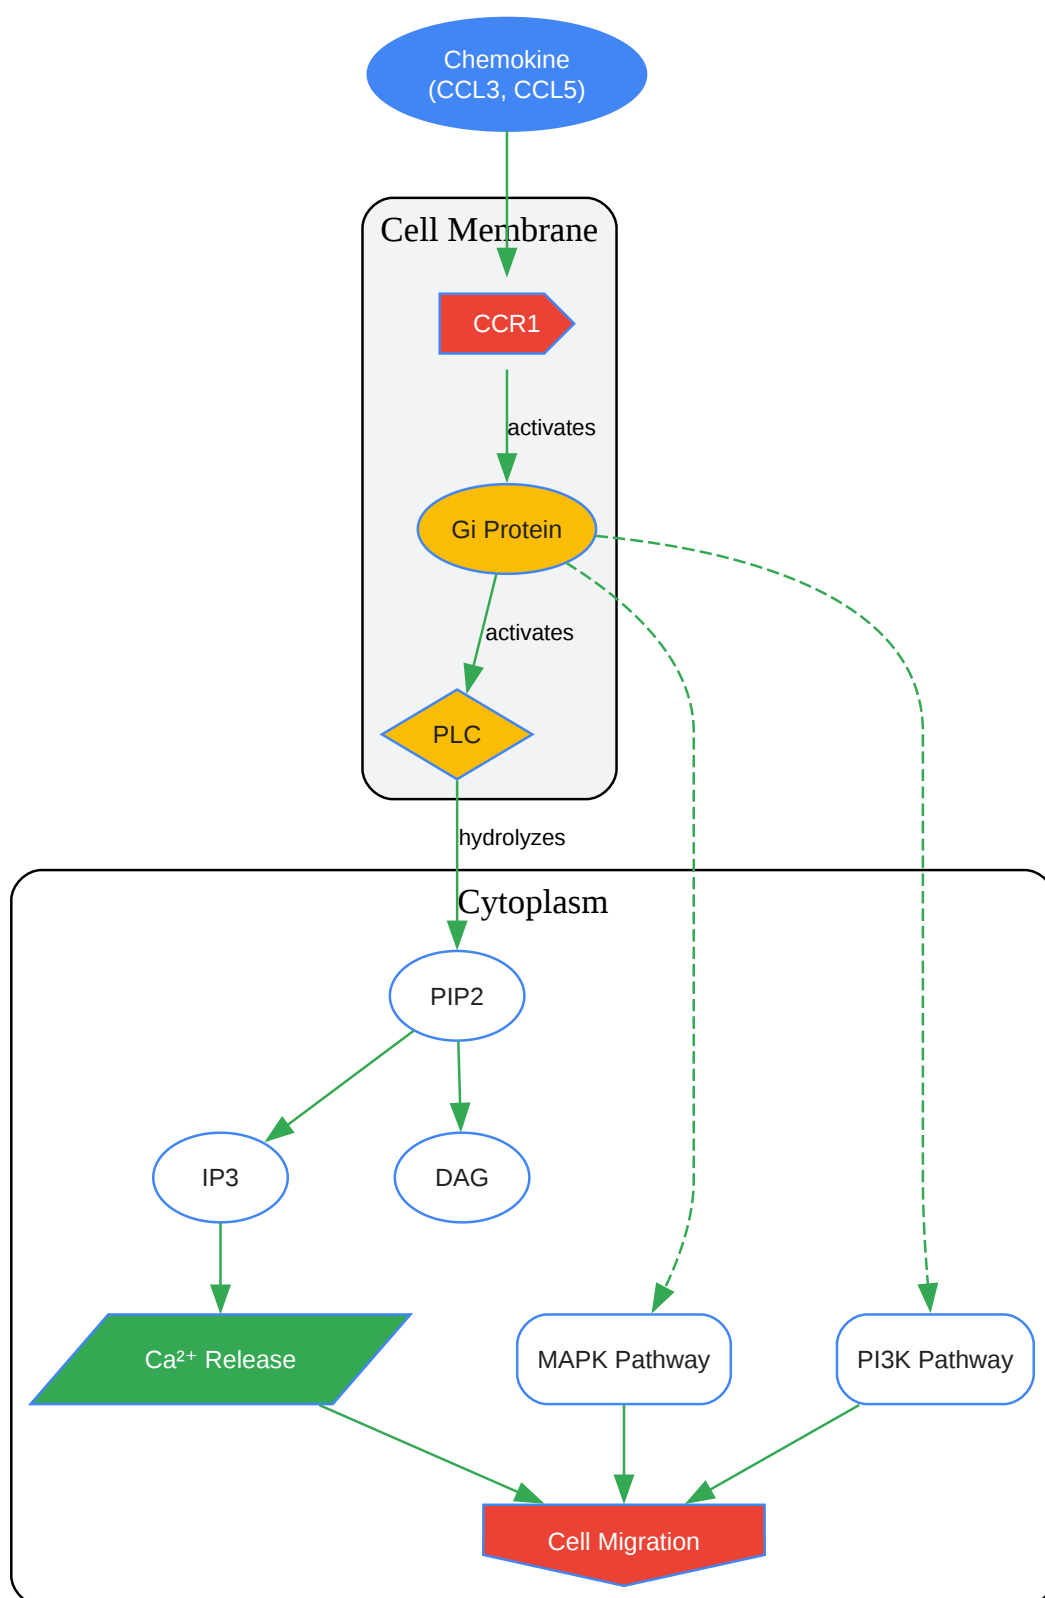 Chemokine
(CCL3, CCL5)
Cell Membrane
CCR1
activates
Gi Protein
activates
PLC
hydrolyzes
Cytoplasm
PIP2
IP3
DAG
Ca²⁺ Release
MAPK Pathway
PI3K Pathway
Cell Migration